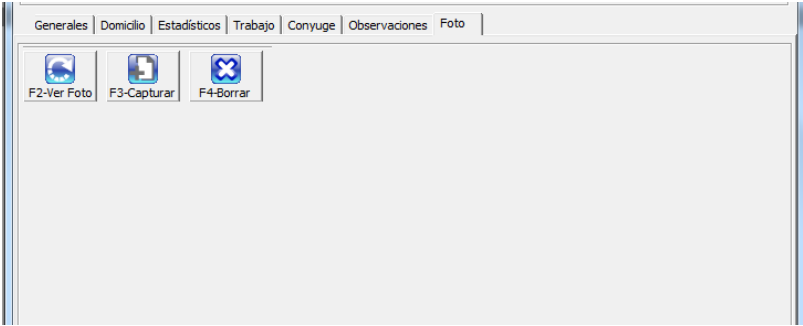 Generales Domicilio Estadísticos Trabajo Conyuge Observaciones Foto
F2-Ver Foto F3-Capturar F4-Borrar